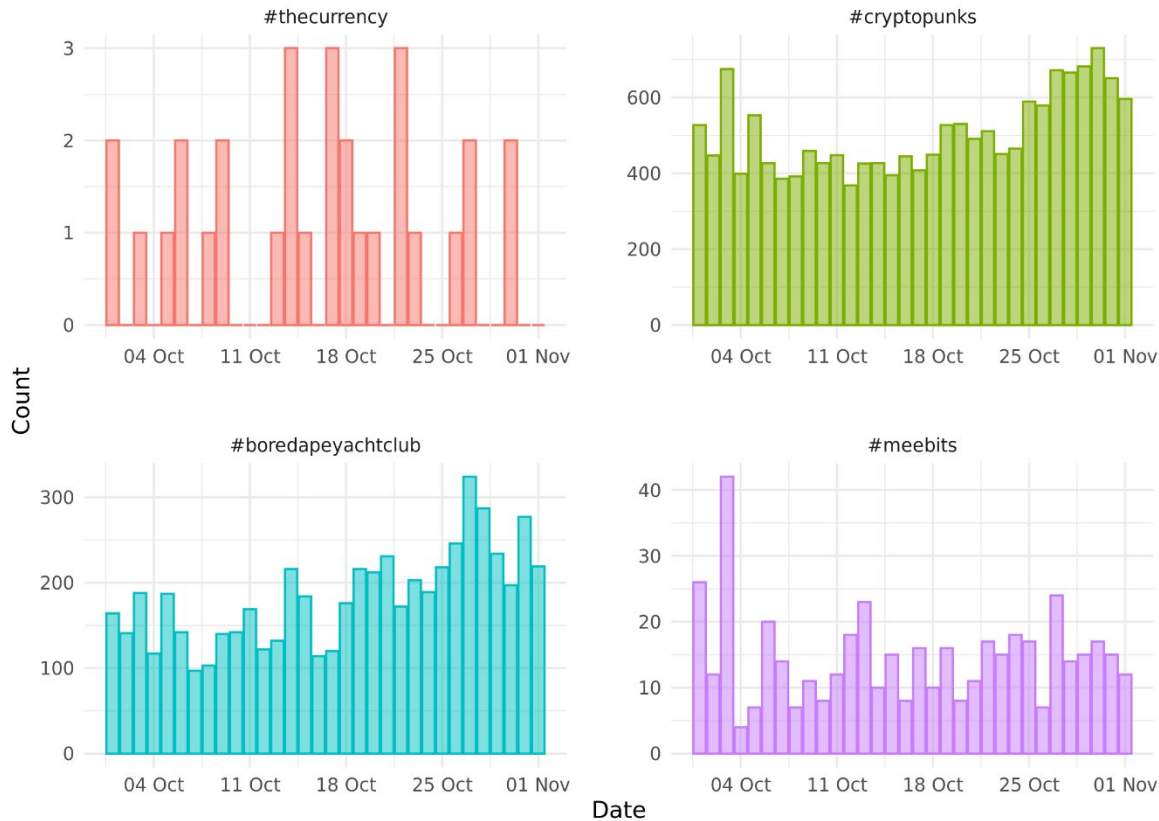 #thecurrency
#cryptopunks
3
2
1
0
04 Oct 11 Oct 18 Oct 25 Oct 01 Nov
600
400
200
0
04 Oct 11 Oct 18 Oct 25 Oct 01 Nov
Count
#boredapeyachtclub
#meebits
300
200
100
0
04 Oct 11 Oct 18 Oct 25 Oct 01 Nov
40
30
20
10
0
04 Oct 11 Oct 18 Oct 25 Oct 01 Nov
Date